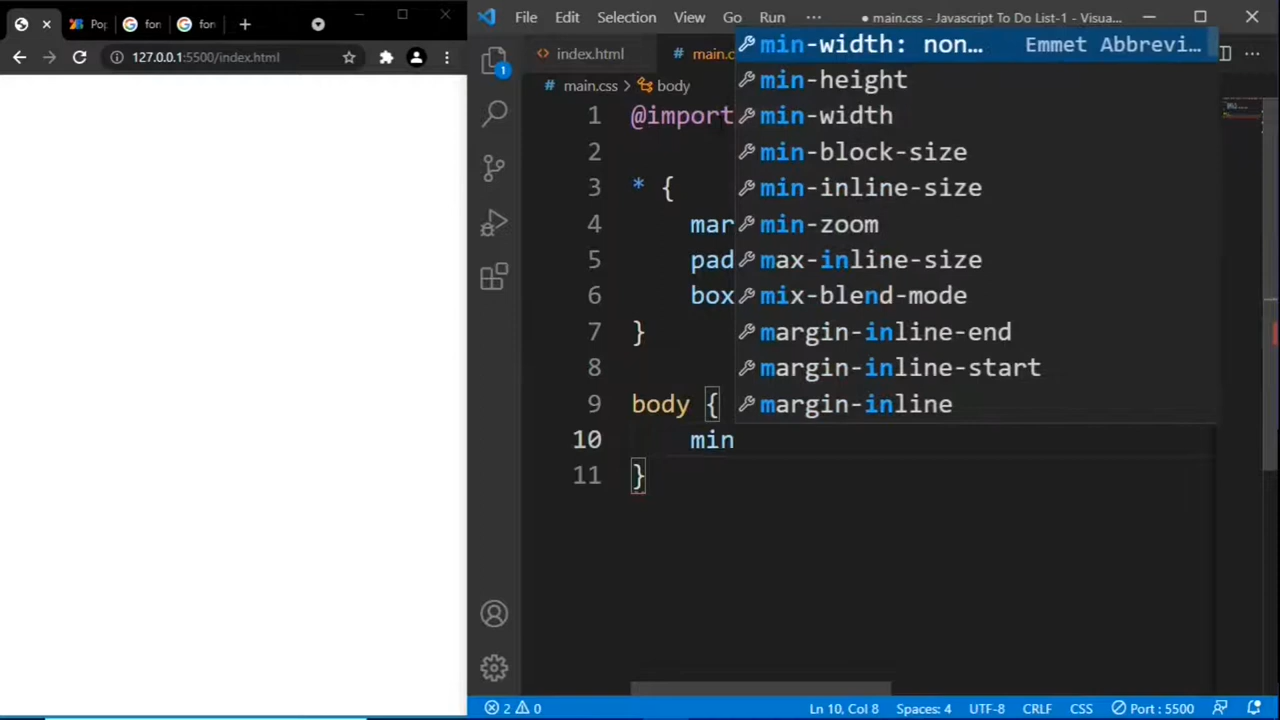 Pop
for
for
127.0.0.1:5500/index.html
File Edit Selection View Go Run ··· ● main.css - Javascript To Do List-1 - Visua...
1
<> index.html # main.c
# main.css > body
1 @import
2
3 * {
4 mar
5 pad
6 box
7 }
8
9 body {
10 min
11 }
min-width: non... Emmet Abbrevi...
min-height
min-width
min-block-size
min-inline-size
min-zoom
max-inline-size
mix-blend-mode
margin-inline-end
margin-inline-start
margin-inline
2 0 Ln 10, Col 8 Spaces: 4 UTF-8 CRLF CSS Port : 5500